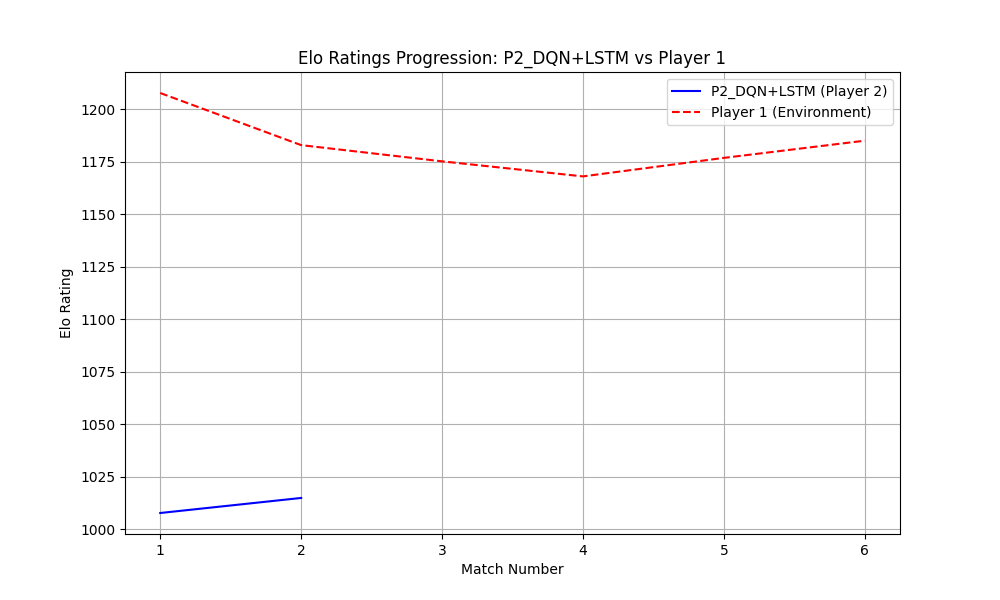 Elo Ratings Progression: P2_DQN+LSTM vs Player 1
P2_DQN+LSTM (Player 2)
Player 1 (Environment)
Elo Rating
1200
1175
1150
1125
1100
1075
1050
1025
1000
1 2 3 4 5 6
Match Number